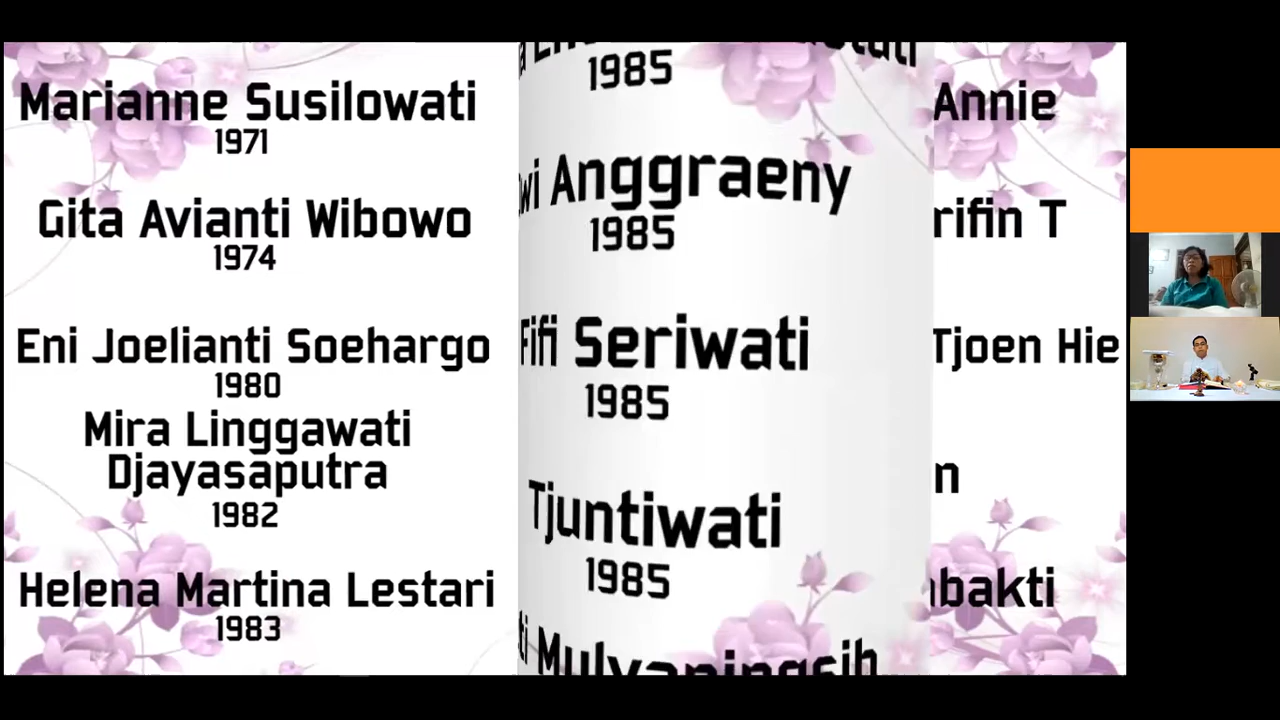 Marianne Susilowati
1971
Gita Avianti Wibowo
1974
Eni Joelianti Soehargo
1980
Mira Linggawati
Djayasaputra
1982
Helena Martina Lestari
1983
1985
Anggraeny
1985
Fifi Seriwati
1985
Tjuntiwati
1985
Mulyaningsih
Annie
T
Tjoen Hie